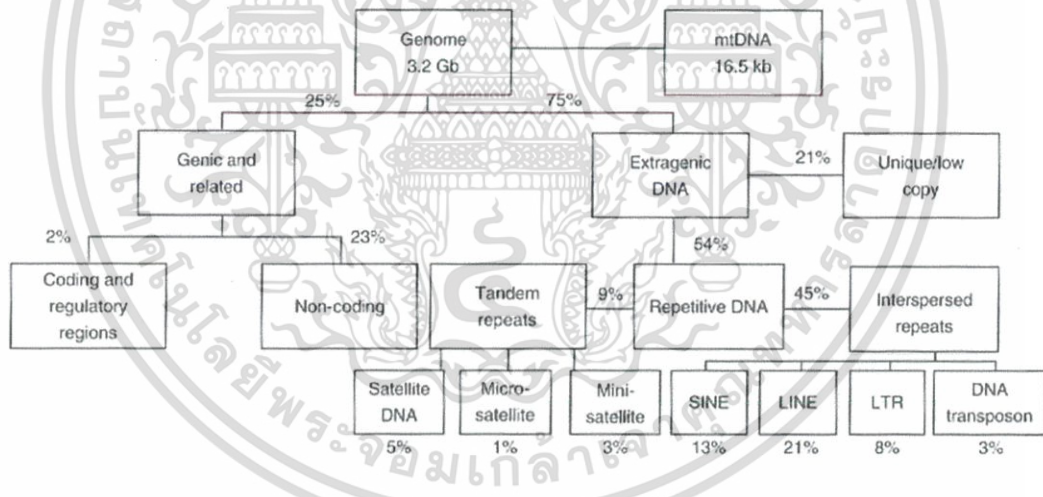 Genome
3.2 Gb
mtDNA
16.5 kb
25%
75%
Genic and
related
Extragenic
DNA
21%
Unique/low
copy
2%
23%
54%
Coding and
regulatory
regions
Non-coding
Tandem
repeats
9%
Repetitive DNA
45%
Interspersed
repeats
Satellite
DNA
Micro-
satellite
Mini-
satellite
SINE
LINE
LTR
DNA
transposon
5%
1%
3%
13%
21%
8%
3%